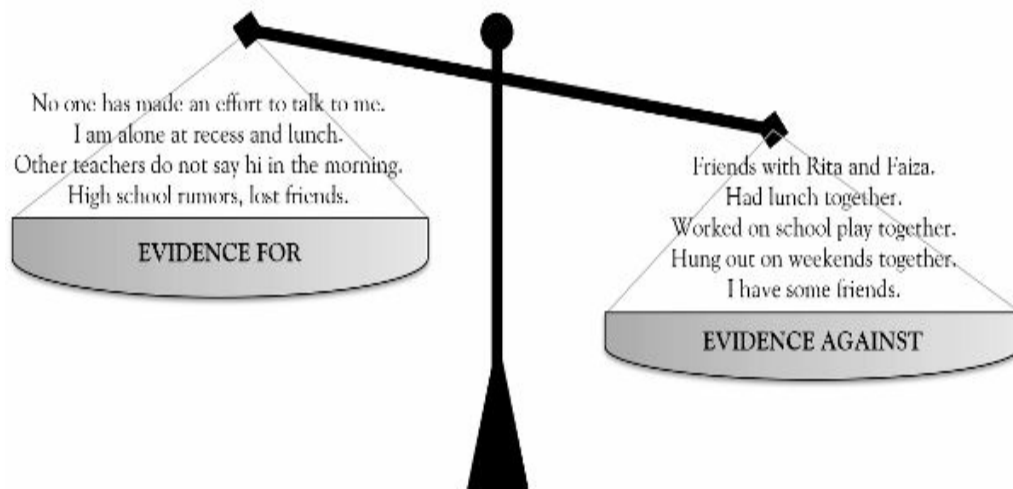 No one has made an effort to talk to me.
I am alone at recess and lunch.
Other teachers do not say hi in the morning.
High school rumors, lost friends.
EVIDENCE FOR
Friends with Rita and Faiza.
Had lunch together.
Worked on school play together.
Hung out on weekends together.
I have some friends.
EVIDENCE AGAINST